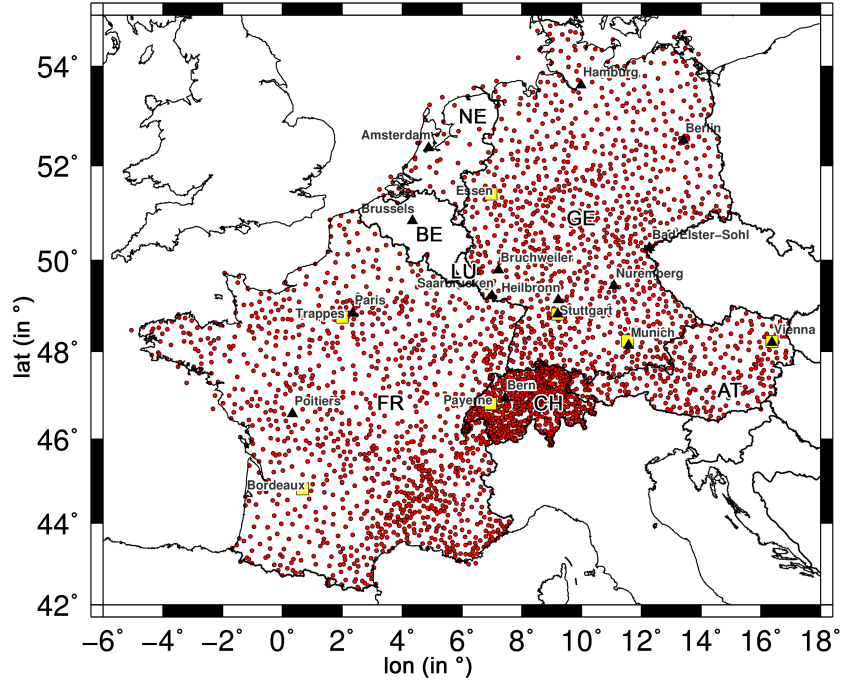 54°
Hamburg
NE
Berlin
Amsterdam
52°
Essen
Brussels
GE
BE
Bad Elster-Sohl
50°
LU
Bruchweiler
Saarbrücken
Heilbronn
Nuremberg
Trappes
Paris
Stuttgart
Munich
Vienna
48°
lat (in °)
Poitiers
FR
Payerne
Bern
CH
AT
46°
Bordeaux
44°
42°
−6° −4° −2° 0° 2° 4° 6° 8° 10° 12° 14° 16° 18°
lon (in °)